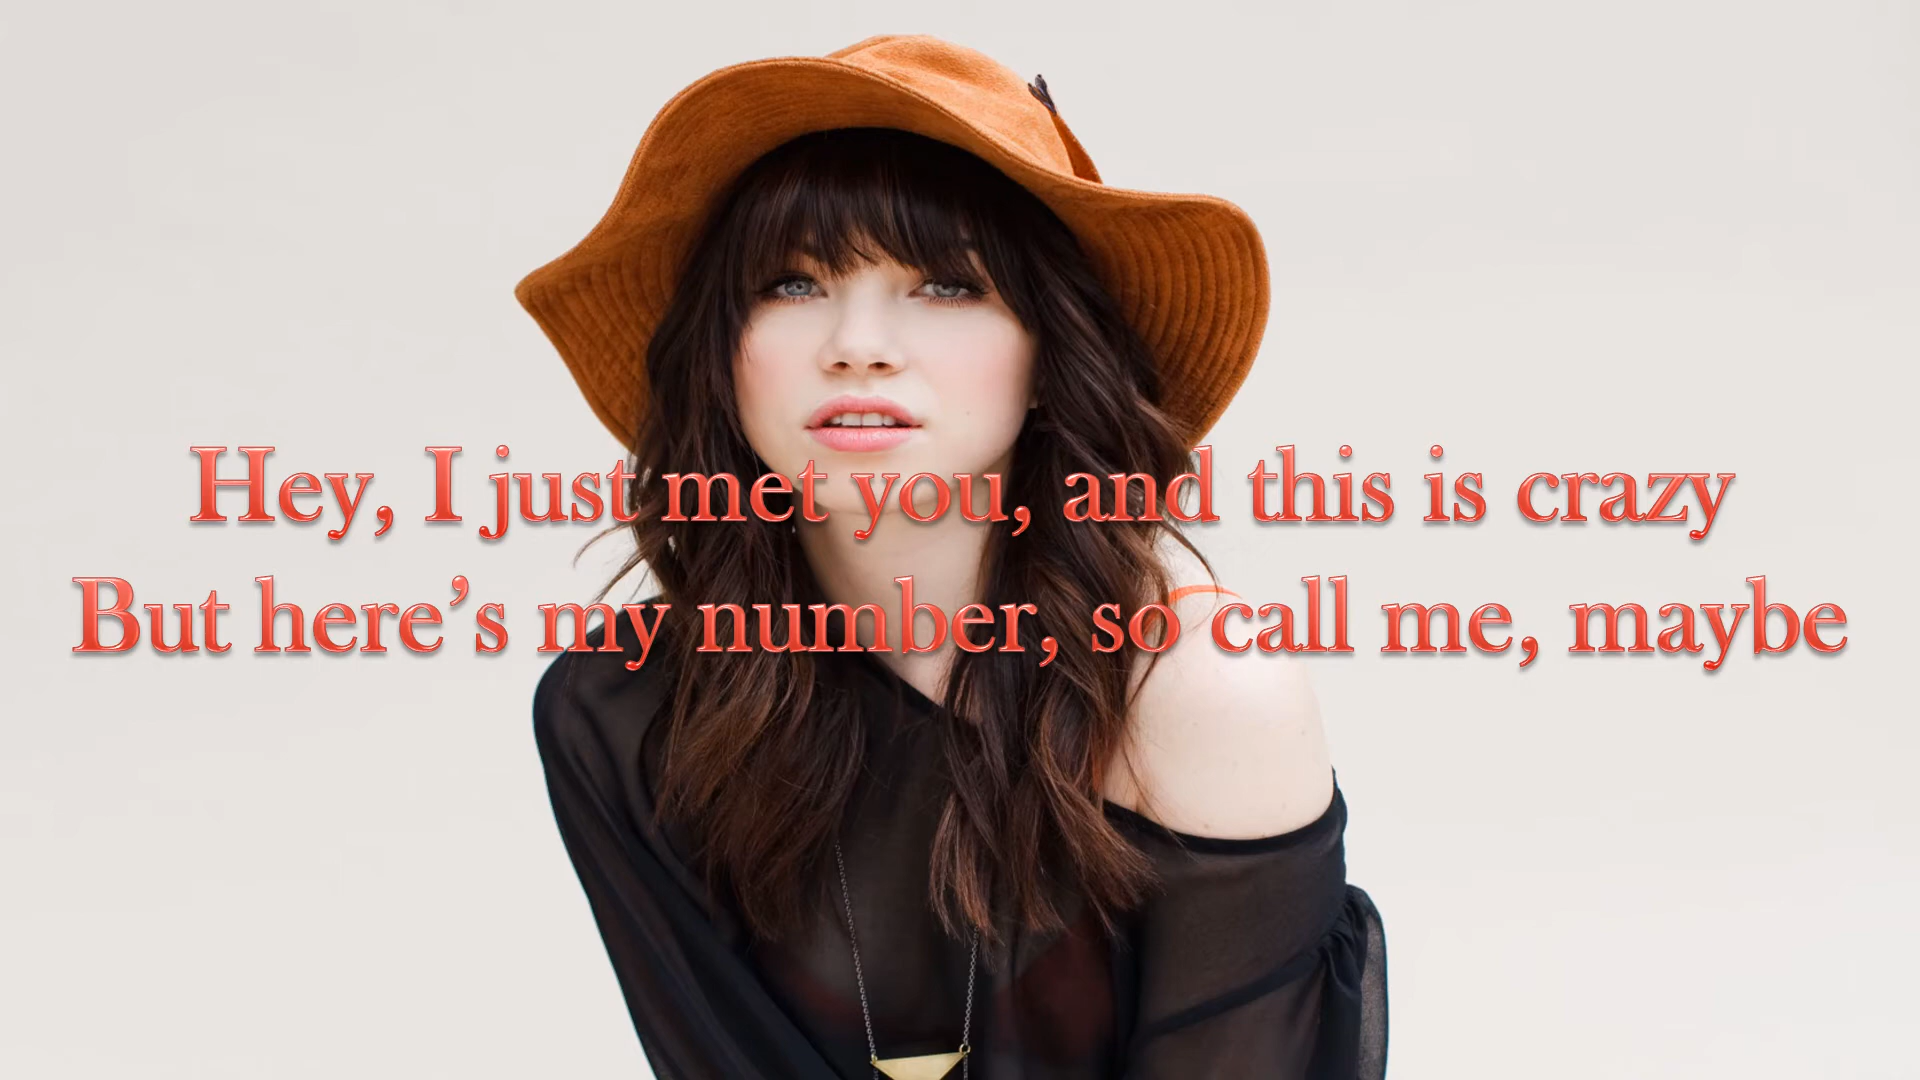 Hey, I just met you, and this is crazy
But here’s my number, so call me, maybe